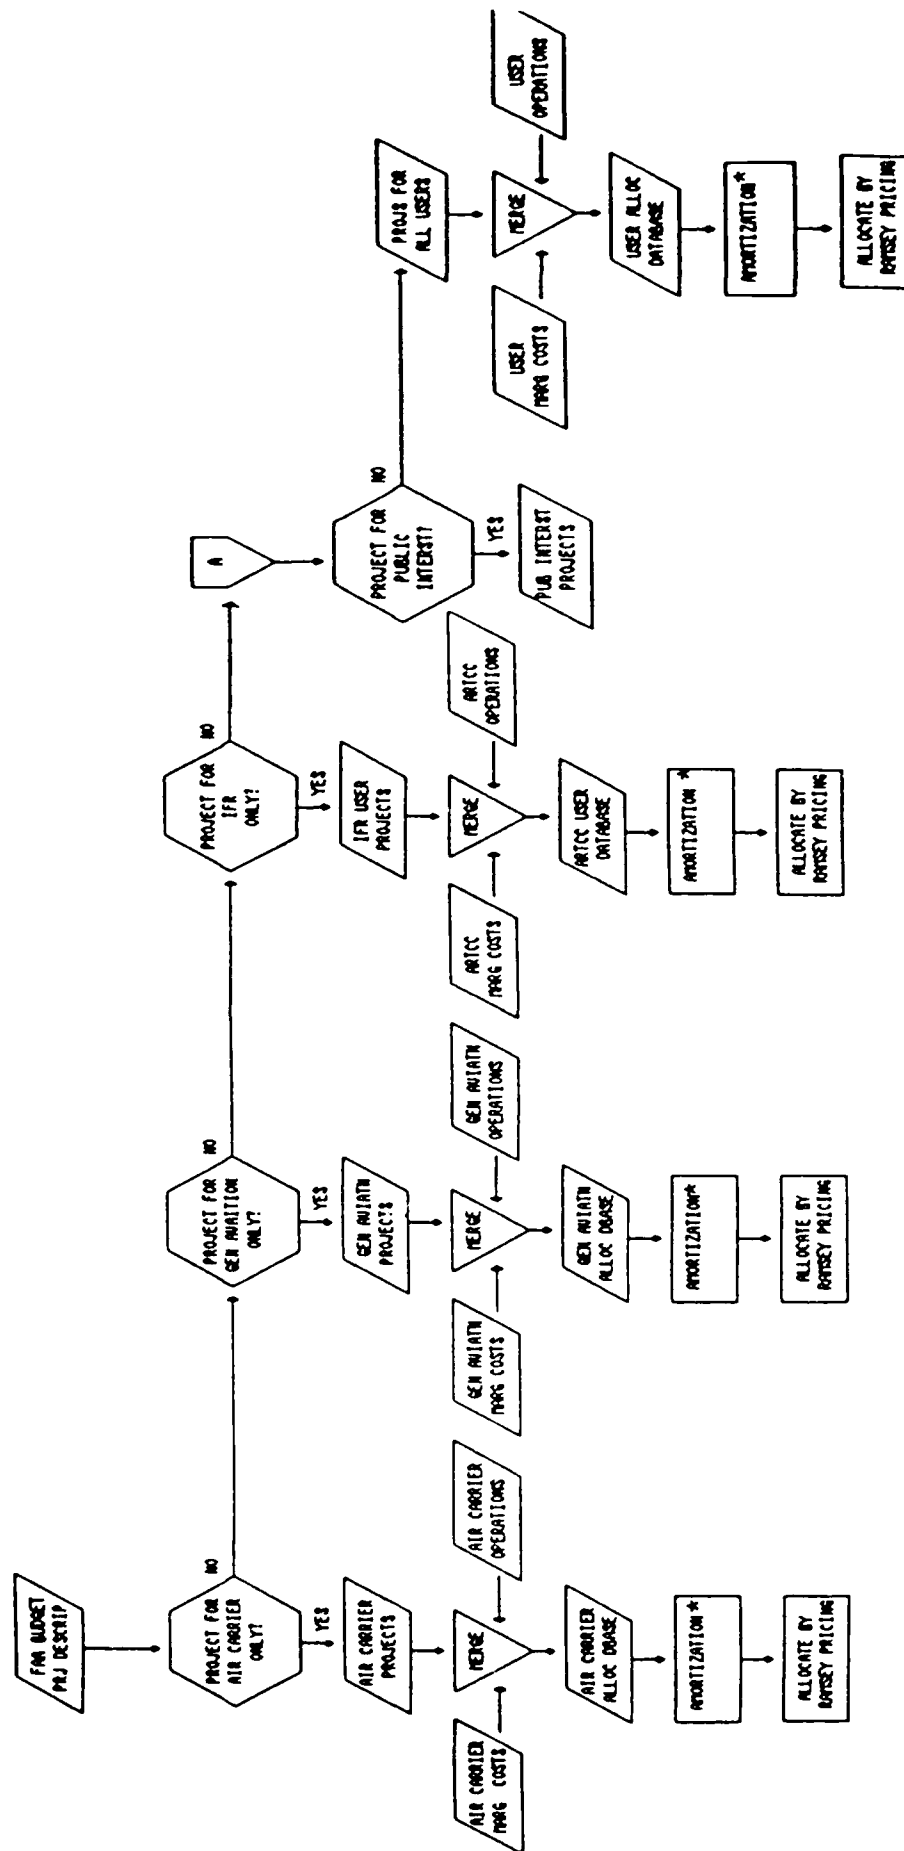 FAA BUDGET
PRJ DESCRIP
PROJECT FOR
AIR CARRIER
ONLY?
NO
YES
AIR CARRIER
PROJECTS
AIR CARRIER
MARG COSTS
MERGE
AIR CARRIER
OPERATIONS
AIR CARRIER
ALLOC DBASE
AMORTIZATION*
ALLOCATE BY
RAMSEY PRICING
PROJECT FOR
GEN AVAITION
ONLY?
NO
YES
GEN AVIATN
PROJECTS
GEN AVIATN
MARG COSTS
MERGE
GEN AVIATN
OPERATIONS
GEN AVIATN
ALLOC DBASE
AMORTIZATION*
ALLOCATE BY
RAMSEY PRICING
PROJECT FOR
IFR
ONLY?
NO
YES
IFR USER
PROJECTS
ARTCC
MARG COSTS
MERGE
ARTCC
OPERATIONS
ARTCC USER
DATABASE
AMORTIZATION*
ALLOCATE BY
RAMSEY PRICING
A
PROJECT FOR
PUBLIC
INTERST?
NO
YES
PUB INTERST
PROJECTS
PROJS FOR
ALL USERS
USER
MARG COSTS
MERGE
USER
OPERATIONS
USER ALLOC
DATABASE
AMORTIZATION*
ALLOCATE BY
RAMSEY PRICING